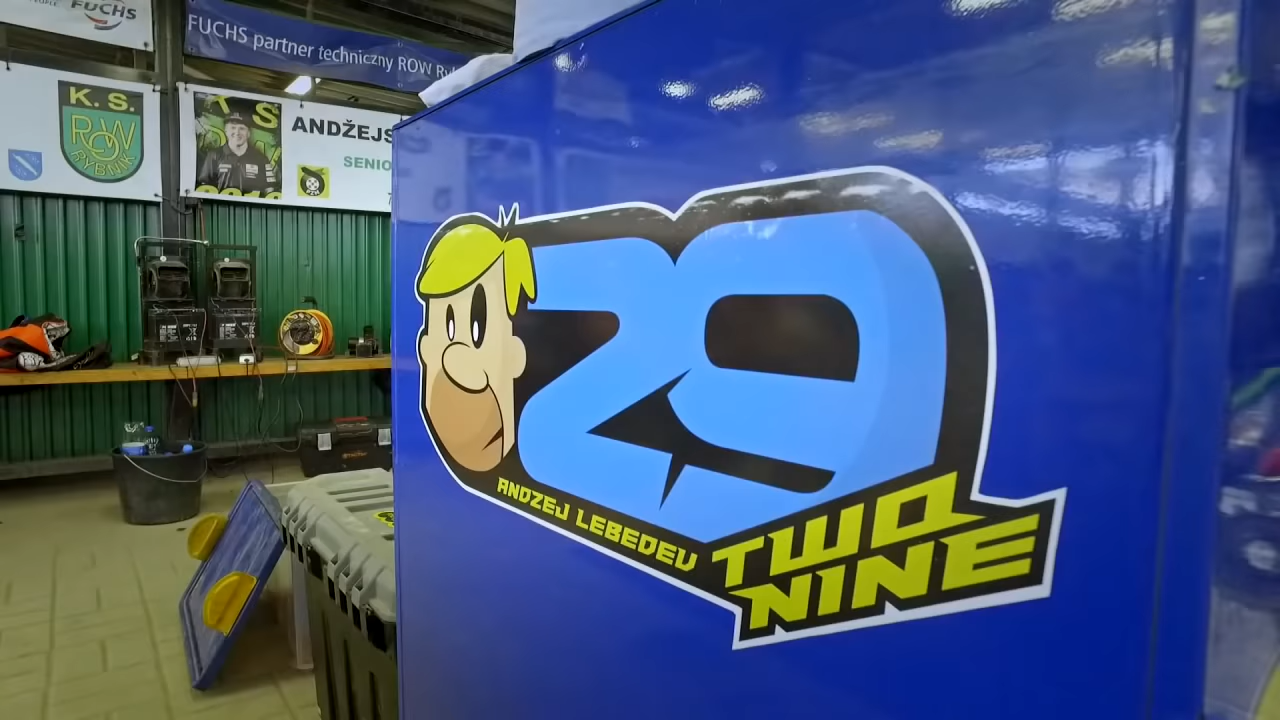 FUCHS
FUCHS partner techniczny ROW
K. S.
ROW
RYBNIK
K S
ANDŽEJS
SENIO
29
ANDZEJ LEBEDEV
TWO
NINE